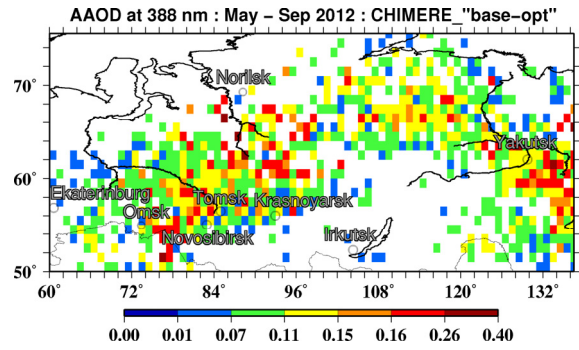 AAOD at 388 nm : May – Sep 2012 : CHIMERE_"base-opt"
70°
Norilsk
Yakutsk
60°
Ekaterinburg
Tomsk
Krasnoyarsk
Omsk
Novosibirsk
Irkutsk
50°
60 72 84 96 108 120 132
0.00 0.01 0.07 0.11 0.15 0.16 0.26 0.40